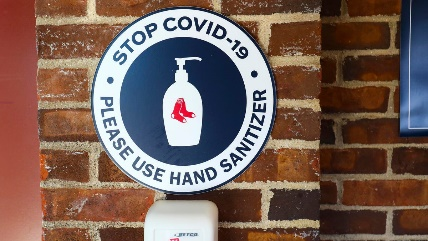 STOP COVID-19
PLEASE USE HAND SANITIZER